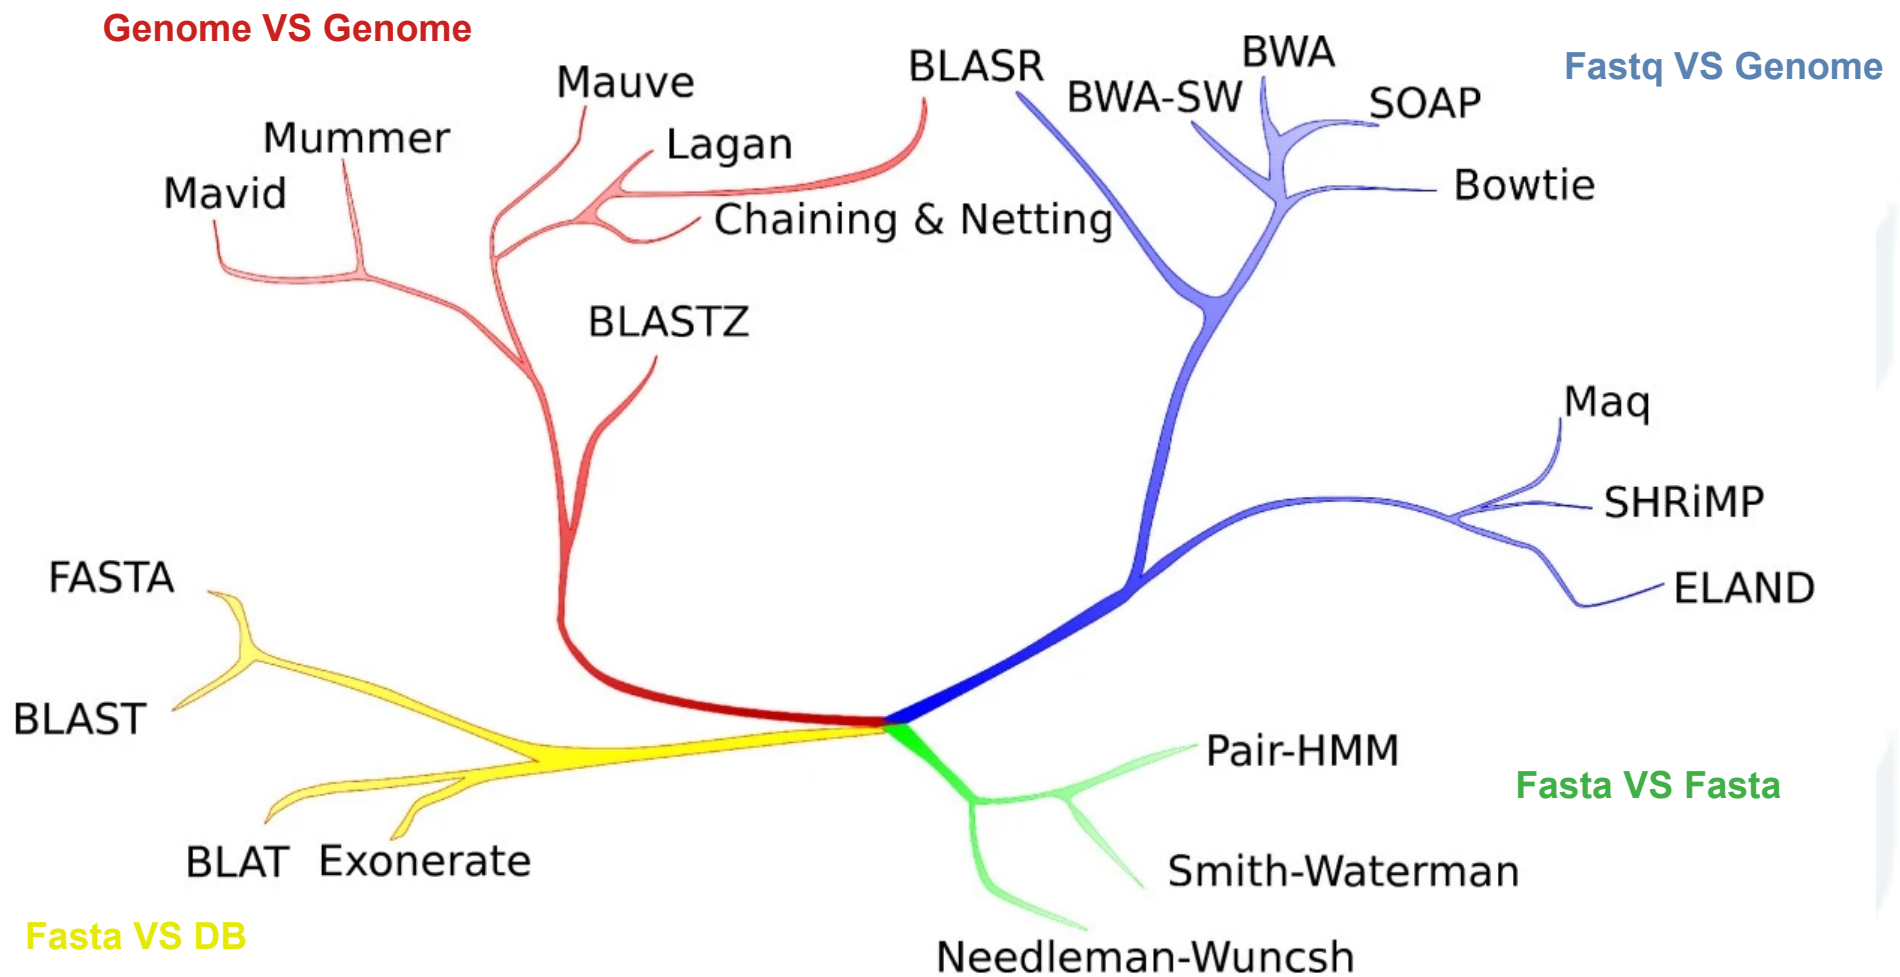 Genome VS Genome
Fastq VS Genome
BWA
BLASR
Mauve
BWA-SW
SOAP
Mummer
Lagan
Mavid
Bowtie
Chaining & Netting
BLASTZ
Maq
SHRiMP
FASTA
ELAND
BLAST
Pair-HMM
Fasta VS Fasta
BLAT
Exonerate
Smith-Waterman
Fasta VS DB
Needleman-Wuncsh